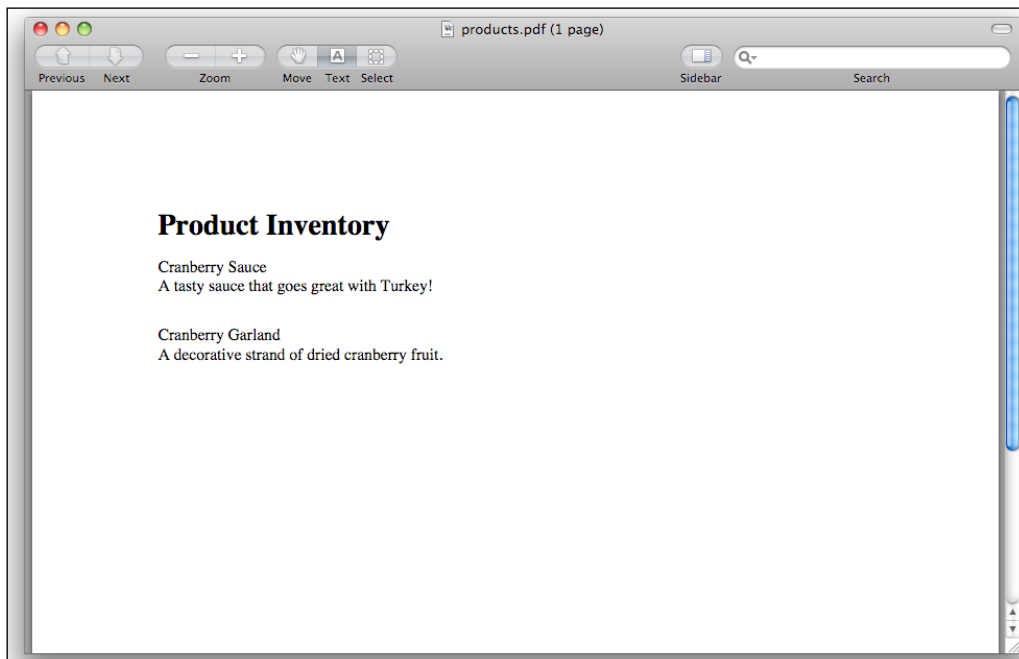 products.pdf (1 page)
Previous Next Zoom Move Text Select Sidebar Search
Product Inventory
Cranberry Sauce
A tasty sauce that goes great with Turkey!
Cranberry Garland
A decorative strand of dried cranberry fruit.